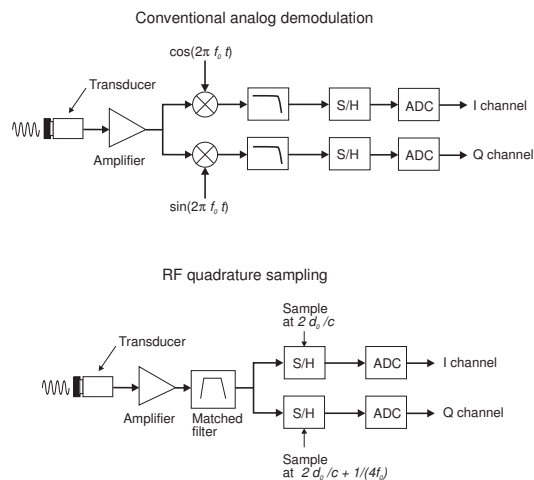 Conventional analog demodulation
cos(2π f₀ t)
Transducer
S/H
ADC
I channel
Amplifier
S/H
ADC
Q channel
sin(2π f₀ t)
RF quadrature sampling
Sample
at 2 d₀ /c
Transducer
S/H
ADC
I channel
Amplifier
Matched
filter
S/H
ADC
Q channel
Sample
at 2 d₀ /c + 1/(4f₀)